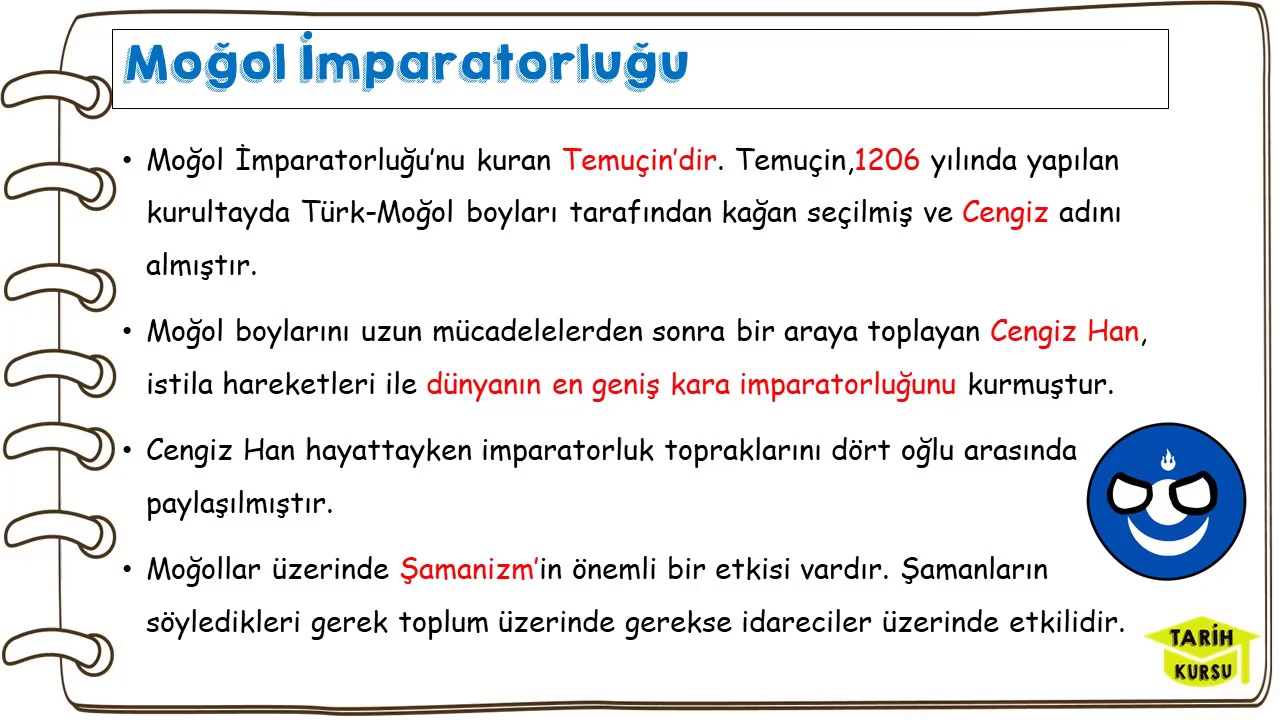 Moğol İmparatorluğu
• Moğol İmparatorluğu’nu kuran Temuçin’dir. Temuçin,1206 yılında yapılan
kurultayda Türk-Moğol boyları tarafından kağan seçilmiş ve Cengiz adını
almıştır.
• Moğol boylarını uzun mücadelelerden sonra bir araya toplayan Cengiz Han,
istila hareketleri ile dünyanın en geniş kara imparatorluğunu kurmuştur.
• Cengiz Han hayattayken imparatorluk topraklarını dört oğlu arasında
paylaşılmıştır.
• Moğollar üzerinde Şamanizm’in önemli bir etkisi vardır. Şamanların
söyledikleri gerek toplum üzerinde gerekse idareciler üzerinde etkilidir.
TARİH
KURSU